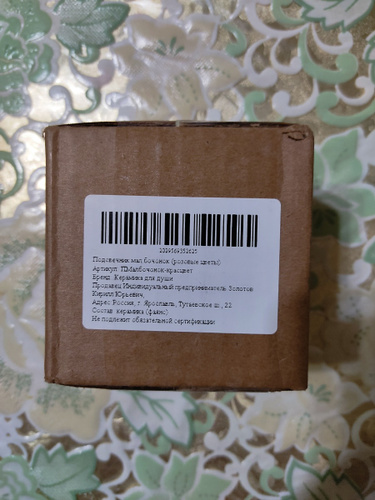 2029569352625
Подсвечник мал бочонок (розовые цветы)
Артикул: ПМалбочонок-красцвет
Бренд: Керамика для души
Продавец Индивидуальный предприниматель Золотов
Кирилл Юрьевич,
Адрес Россия, г. Ярославль, Тутаевское ш., 22
Состав: керамика (фаянс)
Не подлежит обязательной сертификации